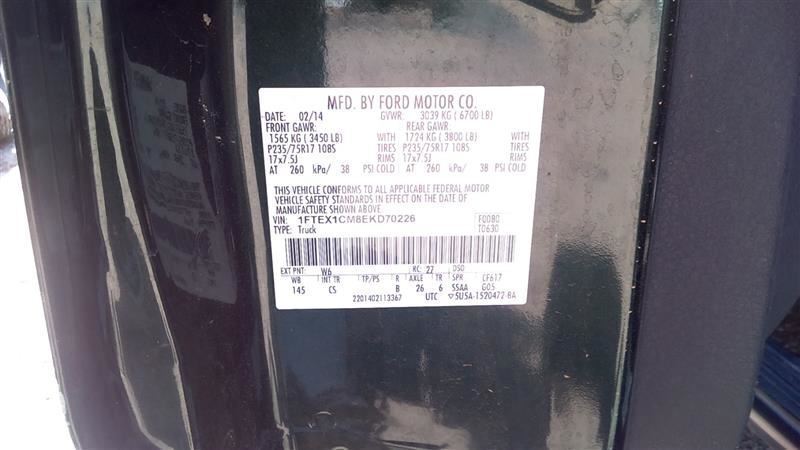 MFD. BY FORD MOTOR CO.
DATE: 02/14 GVWR: 3039 KG ( 6700 LB)
FRONT GAWR: REAR GAWR:
1565 KG ( 3450 LB) WITH 1724 KG ( 3800 LB) WITH
P235/75R17 108S TIRES P235/75R17 108S TIRES
17x7.5J RIMS 17x7.5J RIMS
AT 260 kPa/ 38 PSI COLD AT 260 kPa/ 38 PSI COLD
THIS VEHICLE CONFORMS TO ALL APPLICABLE FEDERAL MOTOR
VEHICLE SAFETY STANDARDS IN EFFECT ON THE DATE OF
MANUFACTURE SHOWN ABOVE.
VIN: 1FTEX1CM8EKD70226 F0080
TYPE: Truck T0630
EXT PNT: W6 RC: 27 DSO
WB INT TR TP/PS R AXLE TR SPR CF617
145 CS B 26 6 SSAA G05
2201402113367 UTC ▽5U5A-1520472-BA